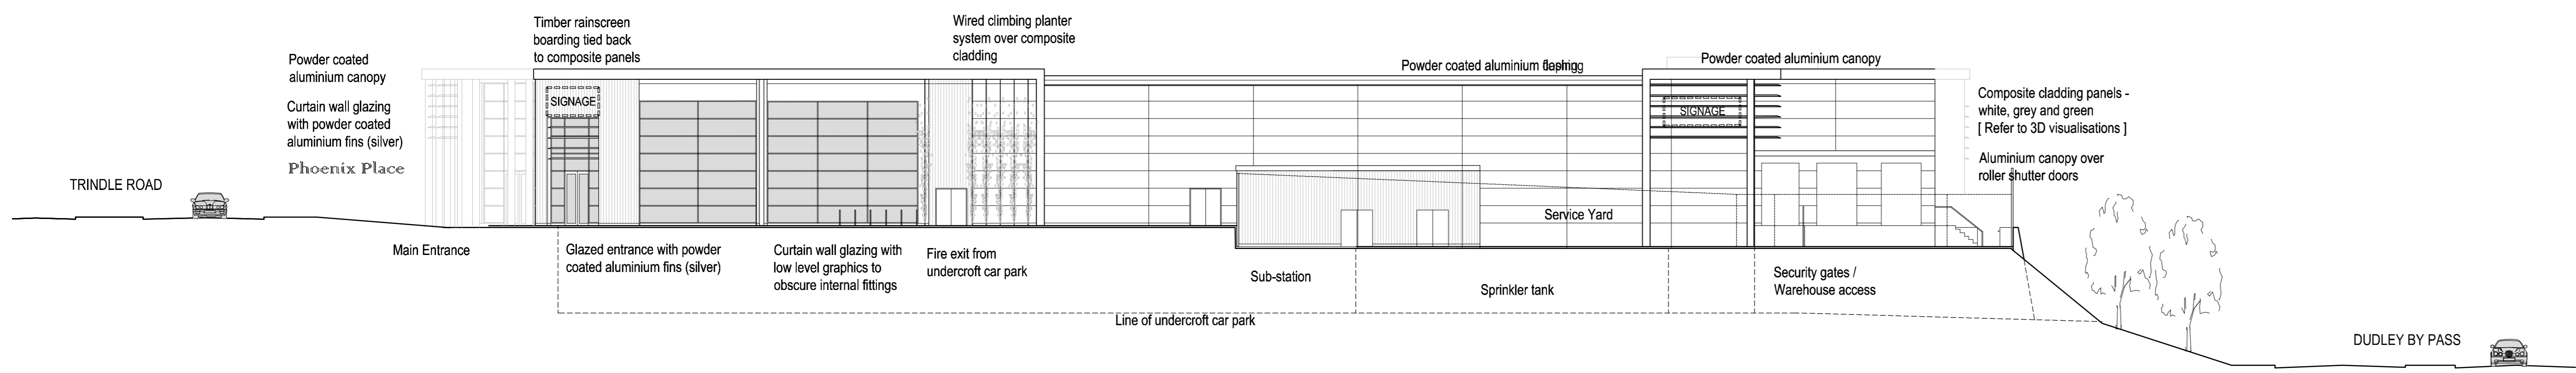 Timber rainscreen
boarding tied back
to composite panels
Wired climbing planter
system over composite
cladding
Powder coated
aluminium canopy
Powder coated aluminium
Powder coated aluminium canopy
Curtain wall glazing
with powder coated
aluminium fins (silver)
Phoenix Place
SIGNAGE
SIGNAGE
Composite cladding panels -
white, grey and green
[ Refer to 3D visualisations ]
Aluminium canopy over
roller shutter doors
TRINDLE ROAD
Service Yard
Main Entrance
Glazed entrance with powder
coated aluminium fins (silver)
Curtain wall glazing with
low level graphics to
obscure internal fittings
Fire exit from
undercroft car park
Sub-station
Sprinkler tank
Security gates /
Warehouse access
Line of undercroft car park
DUDLEY BY PASS